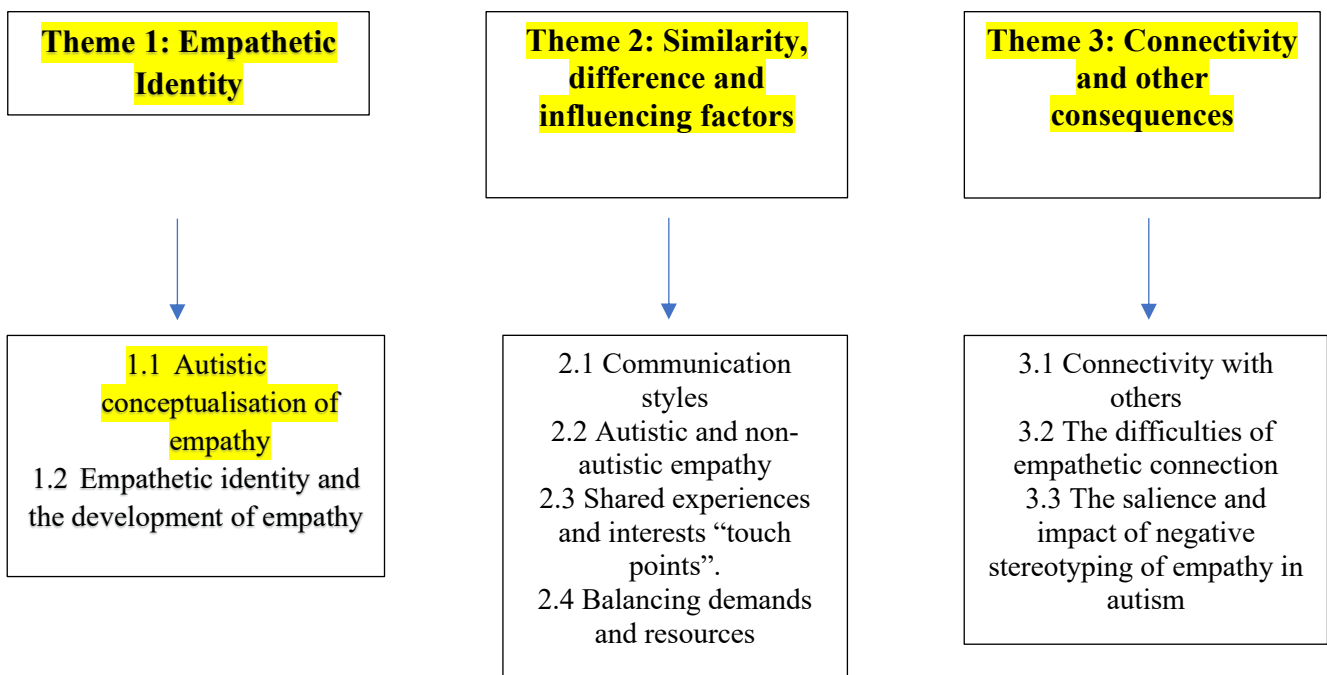 Theme 1: Empathetic
Identity
Theme 2: Similarity,
difference and
influencing factors
Theme 3: Connectivity
and other
consequences
1.1 Autistic
conceptualisation of
empathy
1.2 Empathetic identity and
the development of empathy
2.1 Communication
styles
2.2 Autistic and non-
autistic empathy
2.3 Shared experiences
and interests “touch
points”.
2.4 Balancing demands
and resources
3.1 Connectivity with
others
3.2 The difficulties of
empathetic connection
3.3 The salience and
impact of negative
stereotyping of empathy in
autism